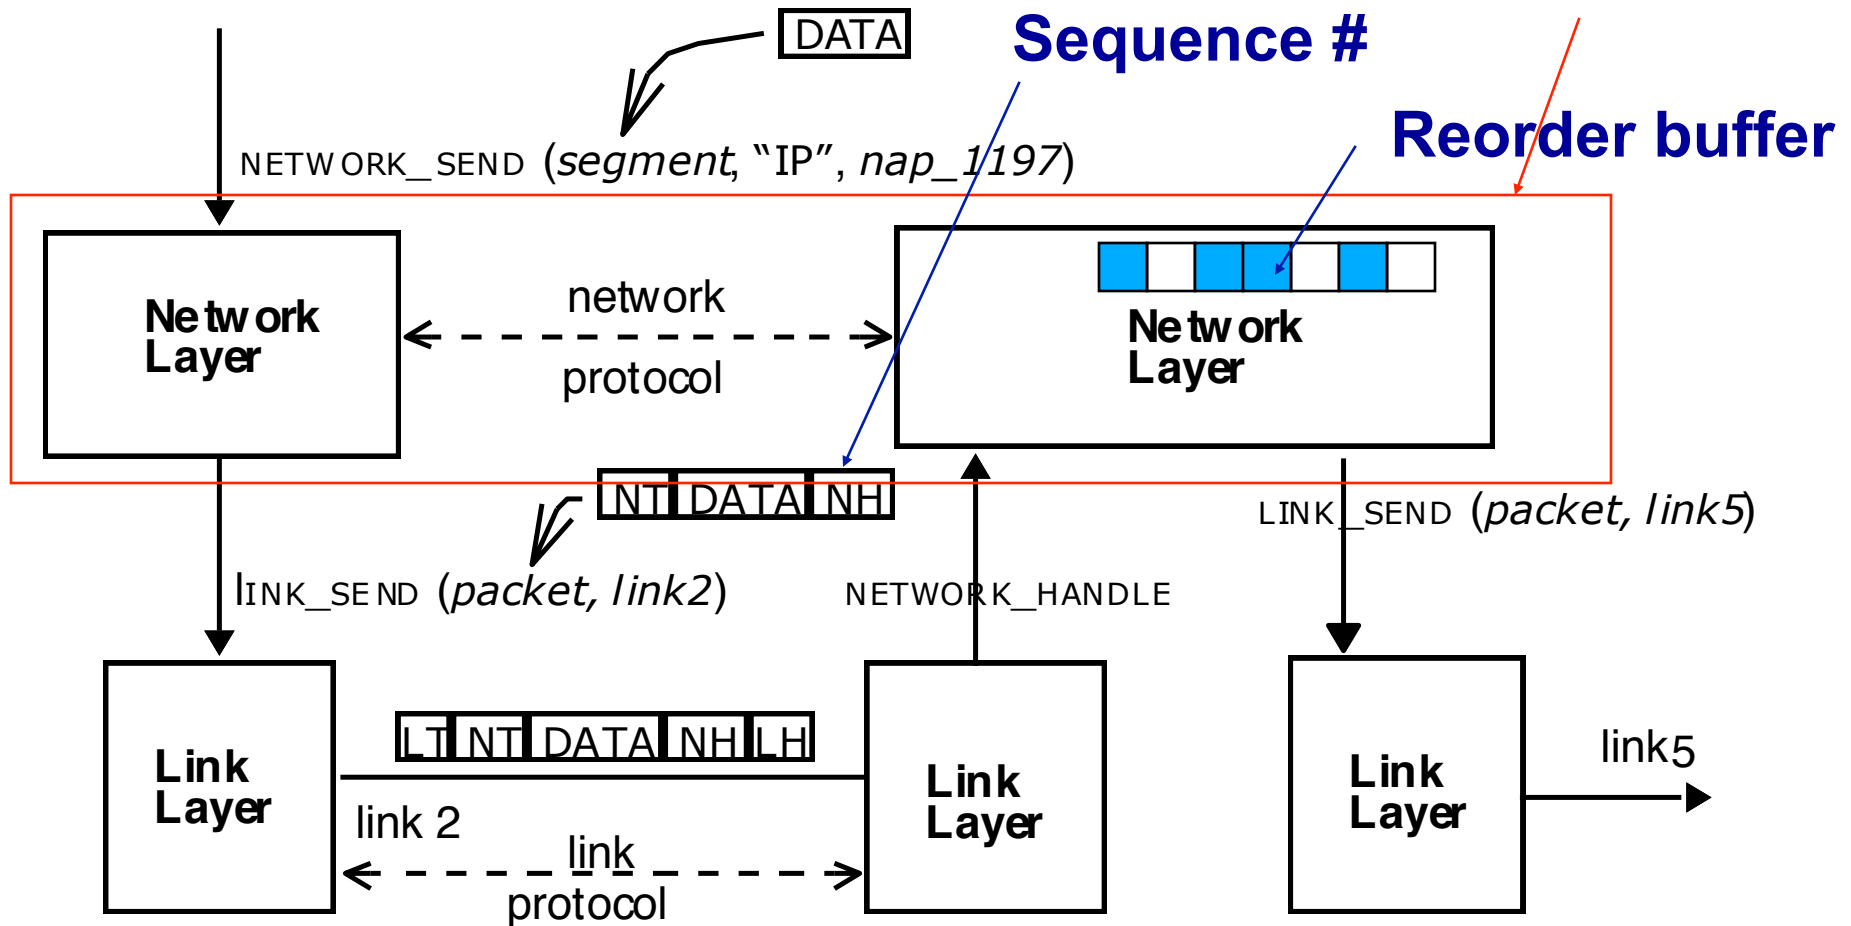 DATA
Sequence #
Reorder buffer
NETWORK_SEND (segment, “IP”, nap_1197)
Network
Layer
network
protocol
Network
Layer
NT DATA NH
LINK_SEND (packet, link5)
lINK_SEND (packet, link2)
NETWORK_HANDLE
LT NT DATA NH LH
Link
Layer
link 2
link
protocol
Link
Layer
Link
Layer
link5